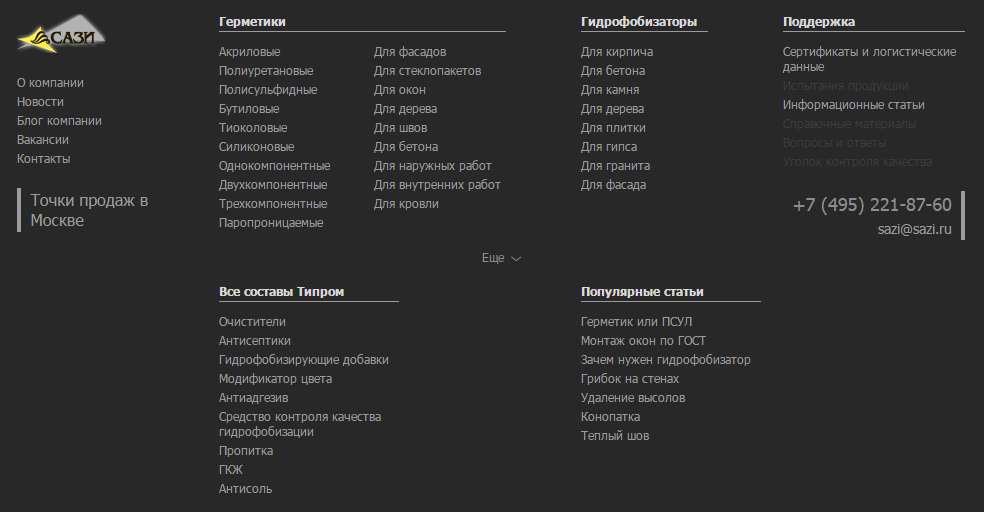 САЗИ
О компании
Новости
Блог компании
Вакансии
Контакты
Точки продаж в
Москве
Герметики
Акриловые
Полиуретановые
Полисульфидные
Бутиловые
Тиоколовые
Силиконовые
Однокомпонентные
Двухкомпонентные
Трехкомпонентные
Паропроницаемые
Для фасадов
Для стеклопакетов
Для окон
Для дерева
Для швов
Для бетона
Для наружных работ
Для внутренних работ
Для кровли
Гидрофобизаторы
Для кирпича
Для бетона
Для камня
Для дерева
Для плитки
Для гипса
Для гранита
Для фасада
Поддержка
Сертификаты и логистические
данные
Испытания продукции
Информационные статьи
Справочные материалы
Вопросы и ответы
Уголок контроля качества
+7 (495) 221-87-60
sazi@sazi.ru
Еще
Все составы Типром
Очистители
Антисептики
Гидрофобизирующие добавки
Модификатор цвета
Антиадгезив
Средство контроля качества
гидрофобизации
Пропитка
ГКЖ
Антисоль
Популярные статьи
Герметик или ПСУЛ
Монтаж окон по ГОСТ
Зачем нужен гидрофобизатор
Грибок на стенах
Удаление высолов
Конопатка
Теплый шов